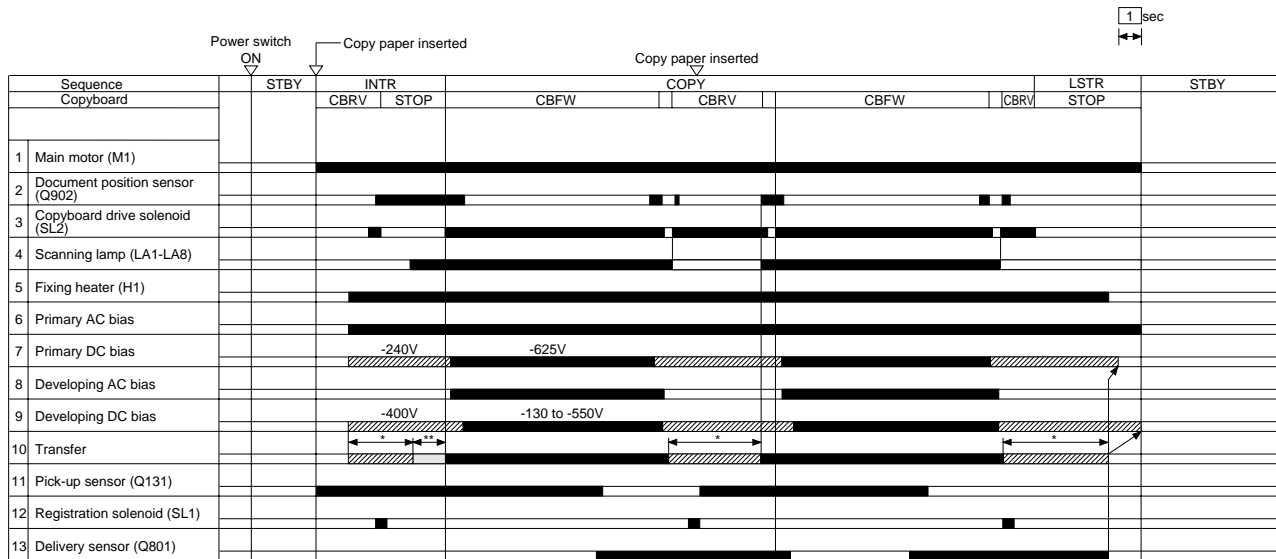 1 sec
Power switch
ON
Copy paper inserted
Copy paper inserted
Sequence STBY INTR COPY LSTR STBY
Copyboard CBRV STOP CBFW CBRV CBFW CBRV STOP
1 Main motor (M1)
2 Document position sensor
(Q902)
3 Copyboard drive solenoid
(SL2)
4 Scanning lamp (LA1-LA8)
5 Fixing heater (H1)
6 Primary AC bias
7 Primary DC bias -240V -625V
8 Developing AC bias
9 Developing DC bias -400V -130 to -550V
10 Transfer * ** * *
11 Pick-up sensor (Q131)
12 Registration solenoid (SL1)
13 Delivery sensor (Q801)